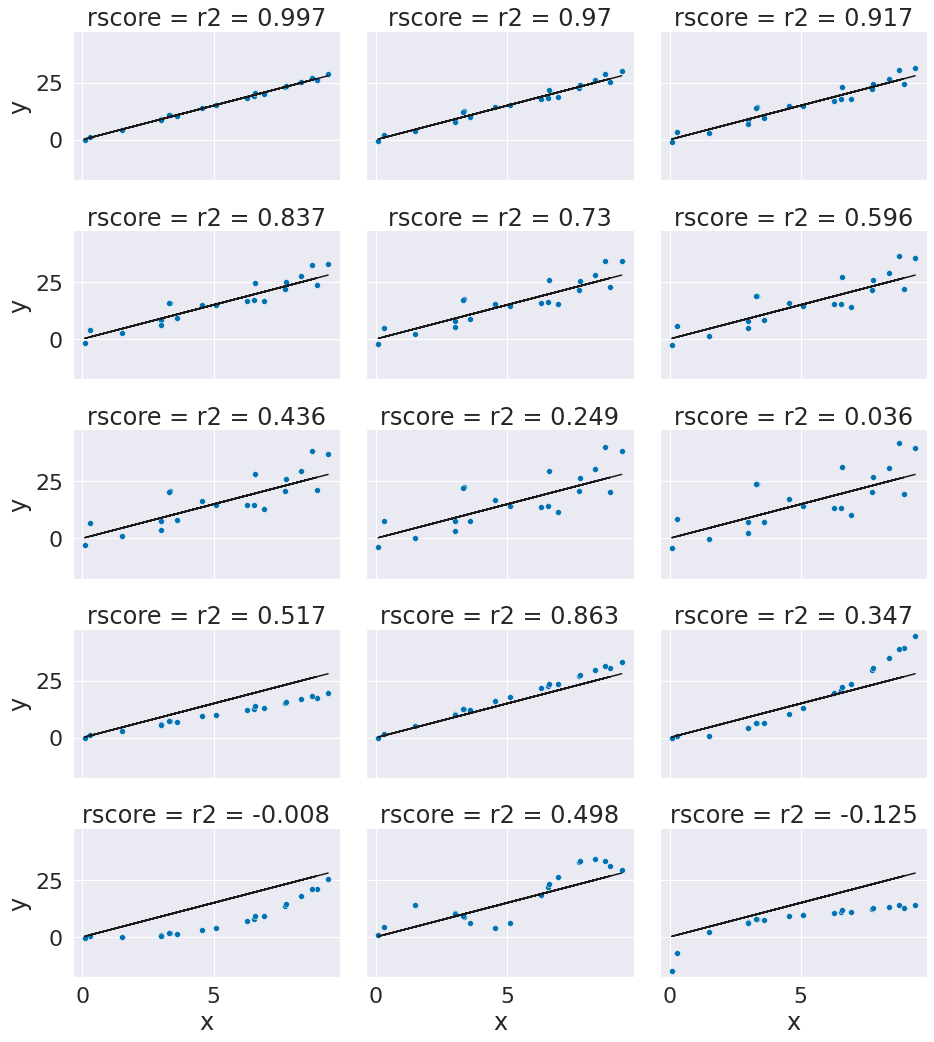 rscore = r2 = 0.997 rscore = r2 = 0.97 rscore = r2 = 0.917
25
y
0
rscore = r2 = 0.837 rscore = r2 = 0.73 rscore = r2 = 0.596
25
y
0
rscore = r2 = 0.436 rscore = r2 = 0.249 rscore = r2 = 0.036
25
y
0
rscore = r2 = 0.517 rscore = r2 = 0.863 rscore = r2 = 0.347
25
y
0
rscore = r2 = -0.008 rscore = r2 = 0.498 rscore = r2 = -0.125
25
y
0
0 5 0 5 0 5
x x x